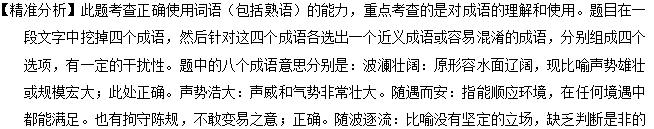 【精准分析】此题考查正确使用词语（包括熟语）的能力，重点考查的是对成语的理解和使用。题目在一
段文字中挖掉四个成语，然后针对这四个成语各选出一个近义成语或容易混淆的成语，分别组成四个
选项，有一定的干扰性。题中的八个成语意思分别是：波澜壮阔：原形容水面辽阔，现比喻声势雄壮
或规模宏大；此处正确。声势浩大：声威和气势非常壮大。随遇而安：指能顺应环境，在任何境遇中
都能满足。也有拘守陈规，不敢变易之意；正确。随波逐流：比喻没有坚定的立场，缺乏判断是非的